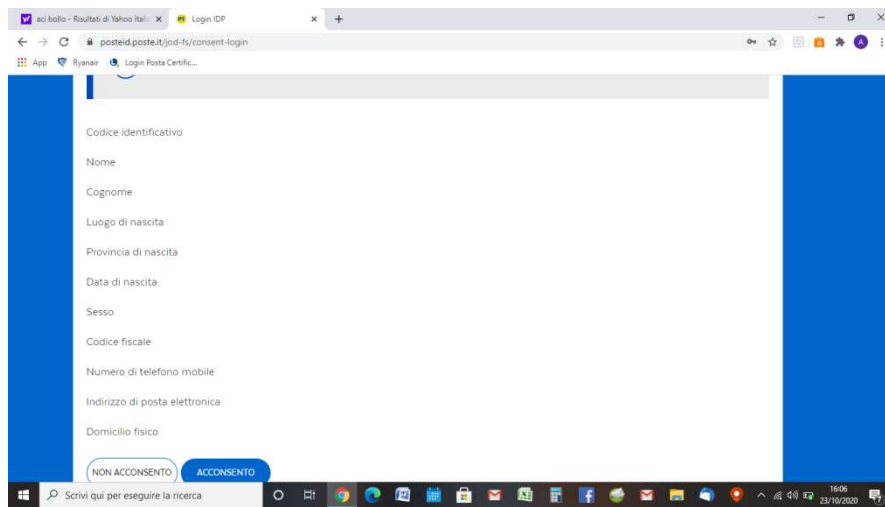 aci bollo - Risultati di Yahoo Itali
Login IDP
posteid.poste.it/jod-fs/consent-login
App Ryanair Login Posta Certific...
Codice identificativo
Nome
Cognome
Luogo di nascita
Provincia di nascita
Data di nascita
Sesso
Codice fiscale
Numero di telefono mobile
Indirizzo di posta elettronica
Domicilio fisico
NON ACCONSENTO ACCONSENTO
Scrivi qui per eseguire la ricerca
16:06
23/10/2020